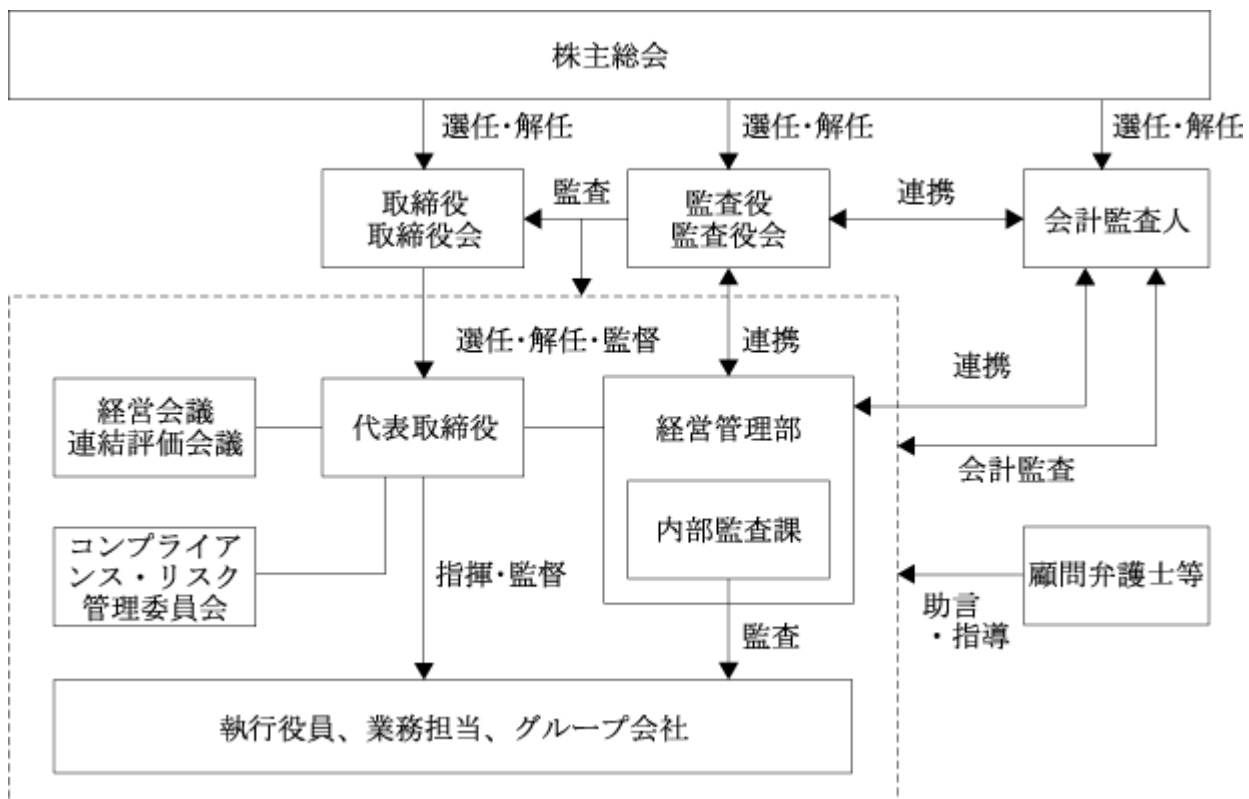 株主総会
選任・解任
選任・解任
選任・解任
取締役
取締役会
監査
監査役
監査役会
連携
会計監査人
選任・解任・監督
連携
連携
経営会議
連結評価会議
代表取締役
経営管理部
会計監査
内部監査課
コンプライア
ンス・リスク
管理委員会
指揮・監督
顧問弁護士等
助言
・指導
監査
執行役員、業務担当、グループ会社